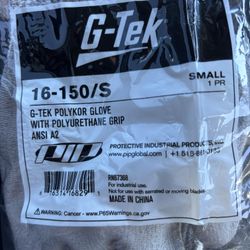 G-Tek
16-150/S
SMALL
1 PR
G-TEK POLYKOR GLOVE
WITH POLYURETHANE GRIP
ANSI A2
PIP
PROTECTIVE INDUSTRIAL PRODUCTS,
pipglobal.com
RN67368
For industrial use.
Not for use with serrated or moving blades
MADE IN CHINA
WARNING: Cancer - www.P65Warnings.ca.gov